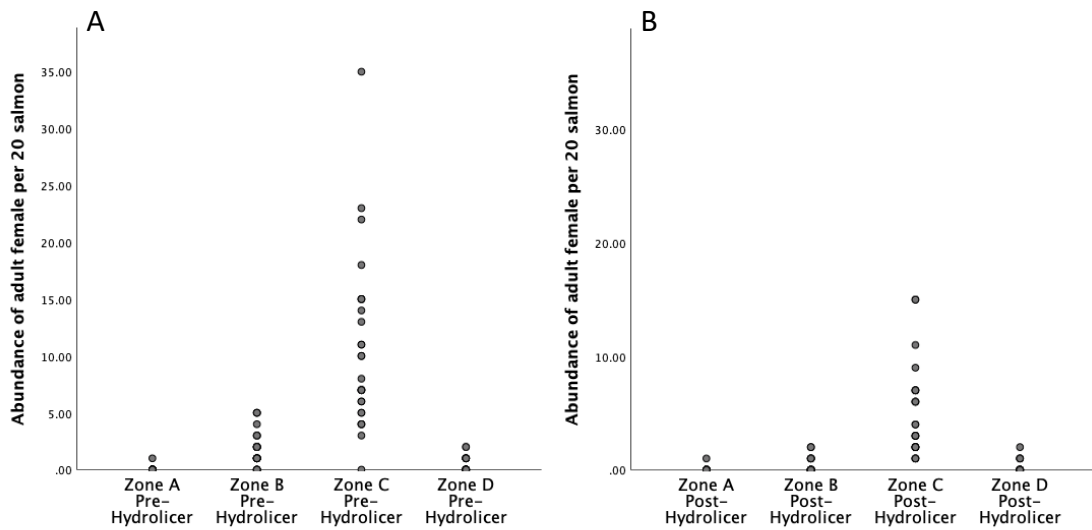 A
Abundance of adult female per 20 salmon
35.00
30.00
25.00
20.00
15.00
10.00
5.00
.00
Zone A
Pre-
Hydrolicer
Zone B
Pre-
Hydrolicer
Zone C
Pre-
Hydrolicer
Zone D
Pre-
Hydrolicer
B
Abundance of adult female per 20 salmon
30.00
20.00
10.00
.00
Zone A
Post-
Hydrolicer
Zone B
Post-
Hydrolicer
Zone C
Post-
Hydrolicer
Zone D
Post-
Hydrolicer